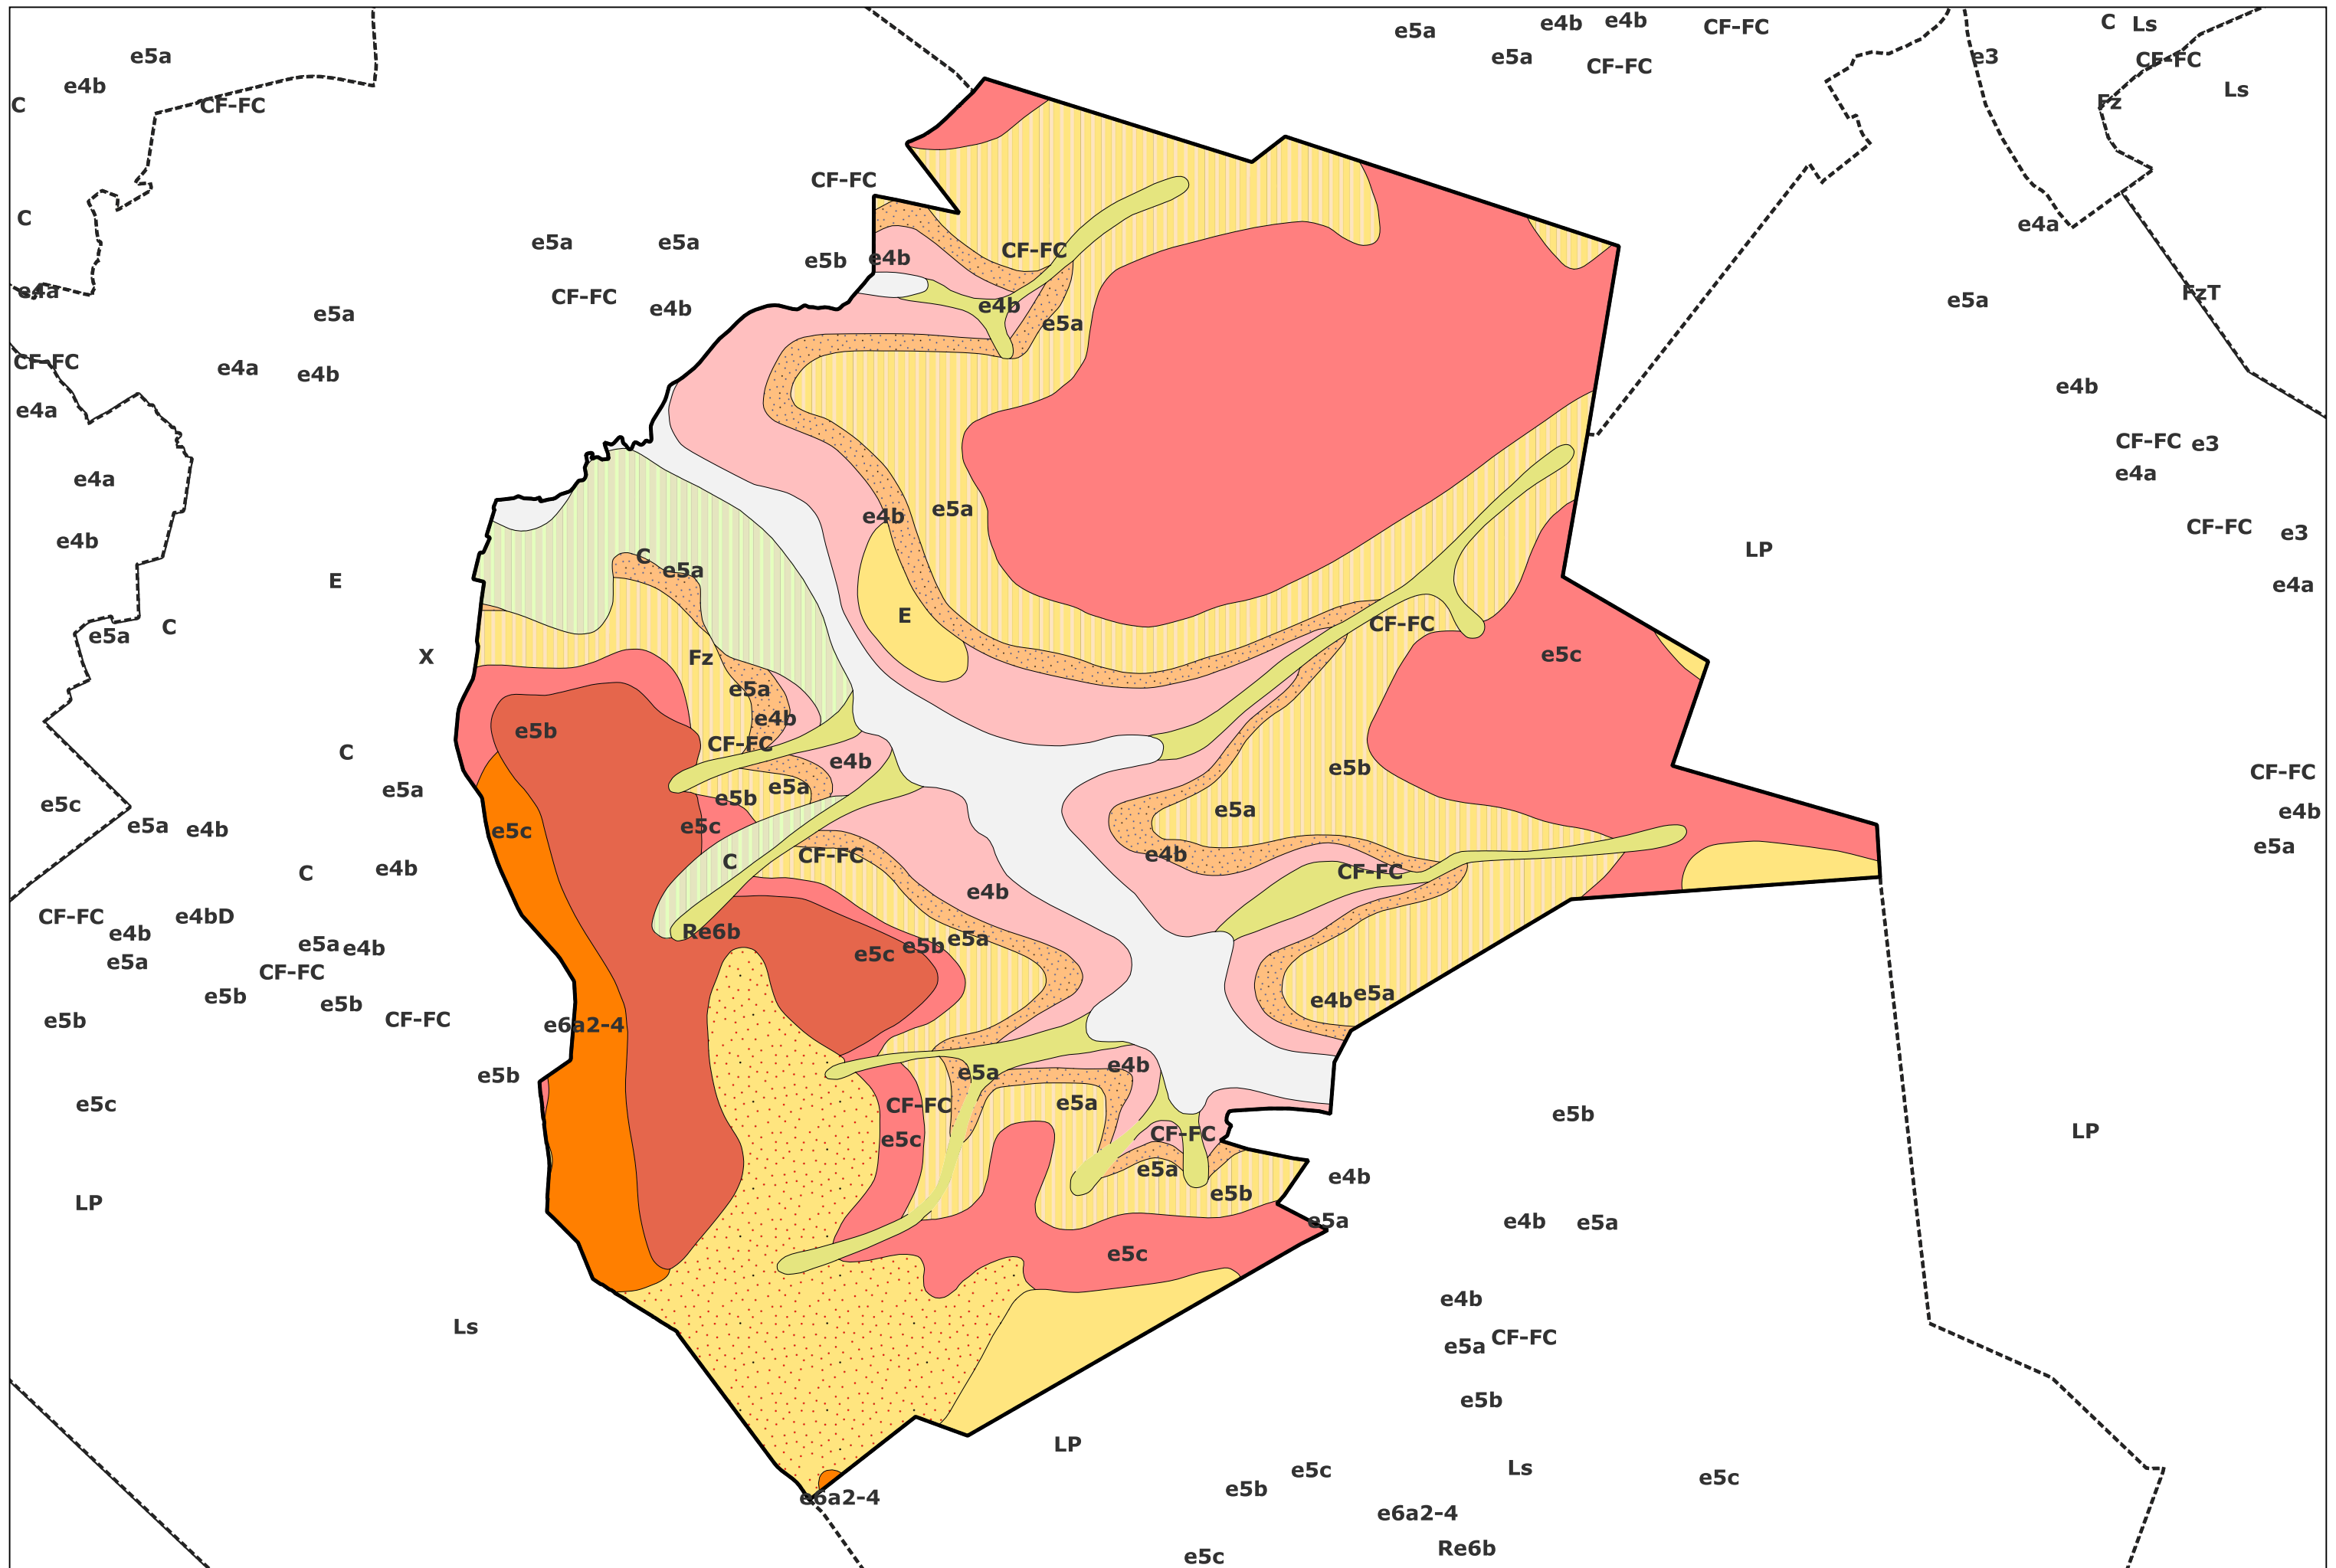 e5a e4b e4b CF-FC C Ls
e5a e5a CF-FC e3 CF-FC
e4b Ls
C CF-FC Fz
CF-FC
C e4a
e5a e5a CF-FC
e5b e4b
e4a CF-FC e5a FzT
e5a e4b e4b e5a
CF-FC e4a e4b e4b
e4a CF-FC e3
e4a e4a
e5a
e4b e4b CF-FC e3
C LP
E e5a e4a
E
C e5a CF-FC
X Fz e5c
e5a
e4b
e5b
C CF-FC
e4b e5b CF-FC
e5a e5a
e5c e5b e5a e4b
e5a e4b e5c e5c
e4b CF-FC e5a
C e4b C CF-FC
e4b
CF-FC e4bD
e4b Re6b e5a
e5a e4b e5c e5b
e5a CF-FC
e5b e5b e4b e5a
e5b CF-FC e6a2-4
e4b
e5b e5a
e5c CF-FC e5a e5b
e5c CF-FC LP
e5a e4b
LP e5b
e5a e4b e5a
e5c
e4b
Ls CF-FC
e5a
e5b
LP
e5c Ls e5c
e6a2-4 e5b
e6a2-4
Re6b
e5c